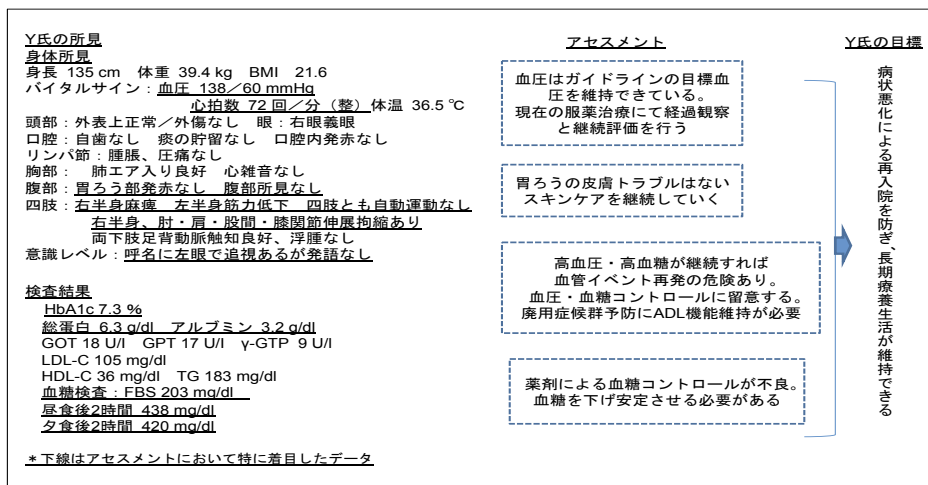 Y氏の所見
身体所見
身長 135 cm 体重 39.4 kg BMI 21.6
バイタルサイン：血圧 138／60 mmHg
心拍数 72 回／分（整）体温 36.5 ℃
頭部：外表上正常／外傷なし 眼：右眼義眼
口腔：自歯なし 痰の貯留なし 口腔内発赤なし
リンパ節：腫脹、圧痛なし
胸部： 肺エア入り良好 心雑音なし
腹部：胃ろう部発赤なし 腹部所見なし
四肢：右半身麻痺 左半身筋力低下 四肢とも自動運動なし
右半身、肘・肩・股間・膝関節伸展拘縮あり
両下肢足背動脈触知良好、浮腫なし
意識レベル：呼名に左眼で追視あるが発語なし
検査結果
HbA1c 7.3 %
総蛋白 6.3 g/dl アルブミン 3.2 g/dl
GOT 18 U/l GPT 17 U/l γ-GTP 9 U/l
LDL-C 105 mg/dl
HDL-C 36 mg/dl TG 183 mg/dl
血糖検査：FBS 203 mg/dl
昼食後2時間 438 mg/dl
夕食後2時間 420 mg/dl
＊下線はアセスメントにおいて特に着目したデータ
アセスメント
血圧はガイドラインの目標血
圧を維持できている。
現在の服薬治療にて経過観察
と継続評価を行う
胃ろうの皮膚トラブルはない
スキンケアを継続していく
高血圧・高血糖が継続すれば
血管イベント再発の危険あり。
血圧・血糖コントロールに留意する。
廃用症候群予防にADL機能維持が必要
薬剤による血糖コントロールが不良。
血糖を下げ安定させる必要がある
Y氏の目標
病状悪化による再入院を防ぎ、長期療養生活が維持できる